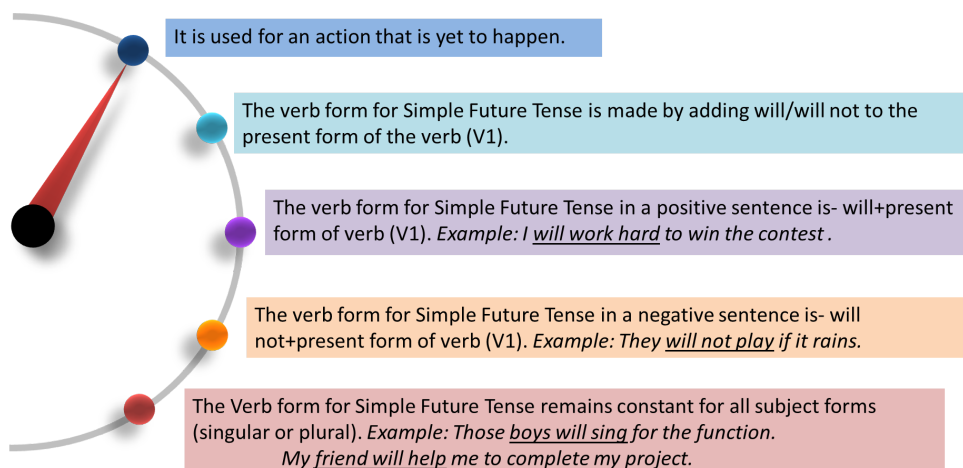 It is used for an action that is yet to happen.
The verb form for Simple Future Tense is made by adding will/will not to the
present form of the verb (V1).
The verb form for Simple Future Tense in a positive sentence is- will+present
form of verb (V1). Example: I will work hard to win the contest .
The verb form for Simple Future Tense in a negative sentence is- will
not+present form of verb (V1). Example: They will not play if it rains.
The Verb form for Simple Future Tense remains constant for all subject forms
(singular or plural). Example: Those boys will sing for the function.
My friend will help me to complete my project.